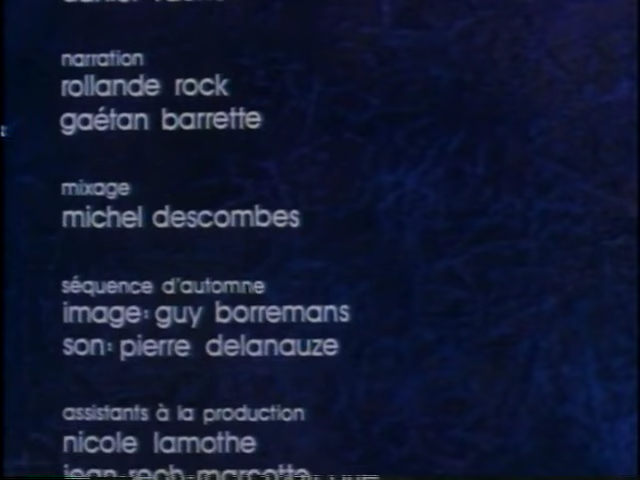 narration
rollande rock
gaétan barrette
mixage
michel descombes
séquence d'automne
image: guy borremans
son: pierre delanauze
assistants à la production
nicole lamothe